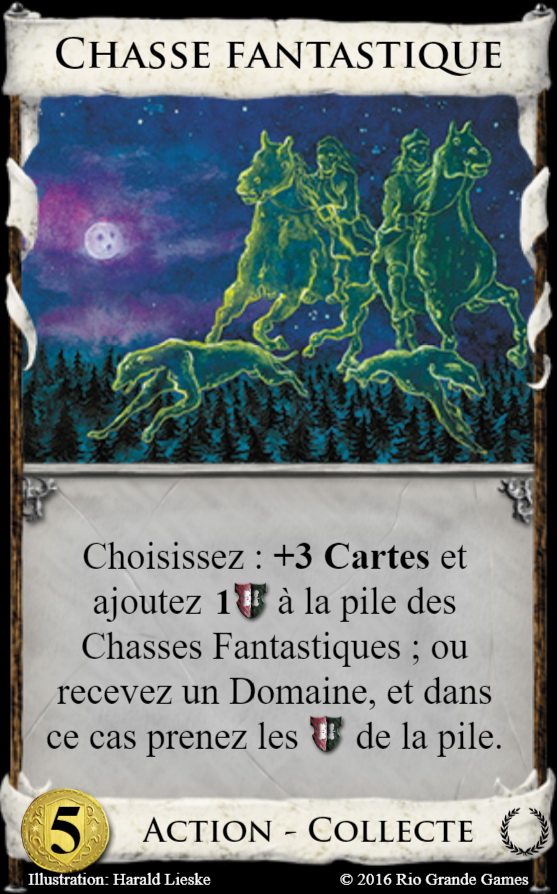 Chasse fantastique
Choisissez : +3 Cartes et
ajoutez 1 à la pile des
Chasses Fantastiques ; ou
recevez un Domaine, et dans
ce cas prenez les de la pile.
5
Action - Collecte
Illustration: Harald Lieske © 2016 Rio Grande Games